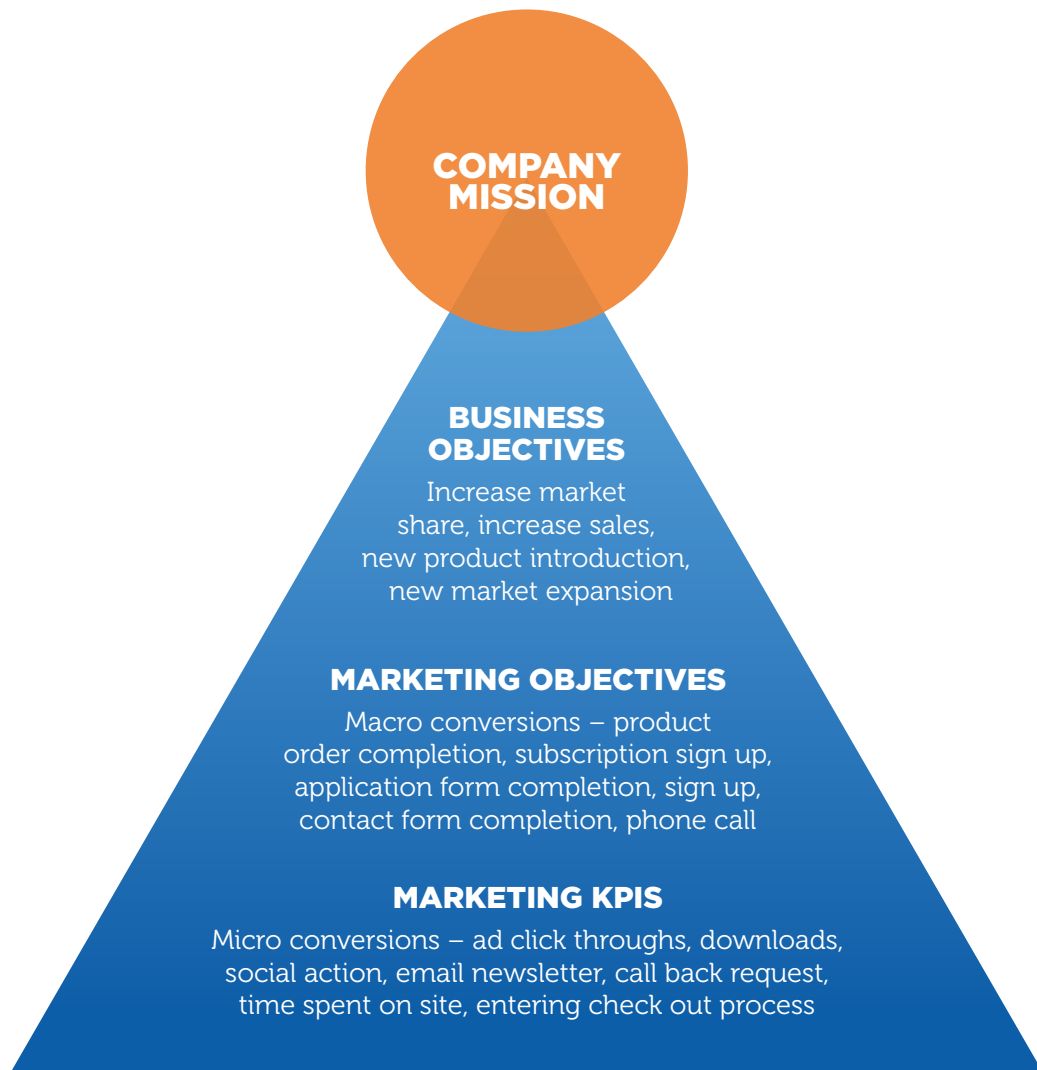 COMPANY
MISSION
BUSINESS
OBJECTIVES
Increase market
share, increase sales,
new product introduction,
new market expansion
MARKETING OBJECTIVES
Macro conversions – product
order completion, subscription sign up,
application form completion, sign up,
contact form completion, phone call
MARKETING KPIS
Micro conversions – ad click throughs, downloads,
social action, email newsletter, call back request,
time spent on site, entering check out process